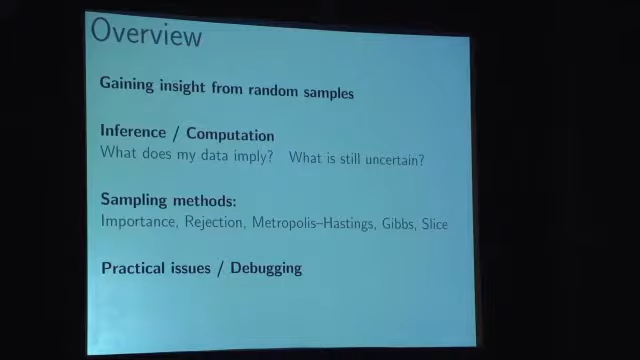 Overview
Gaining insight from random samples
Inference / Computation
What does my data imply? What is still uncertain?
Sampling methods:
Importance, Rejection, Metropolis–Hastings, Gibbs, Slice
Practical issues / Debugging